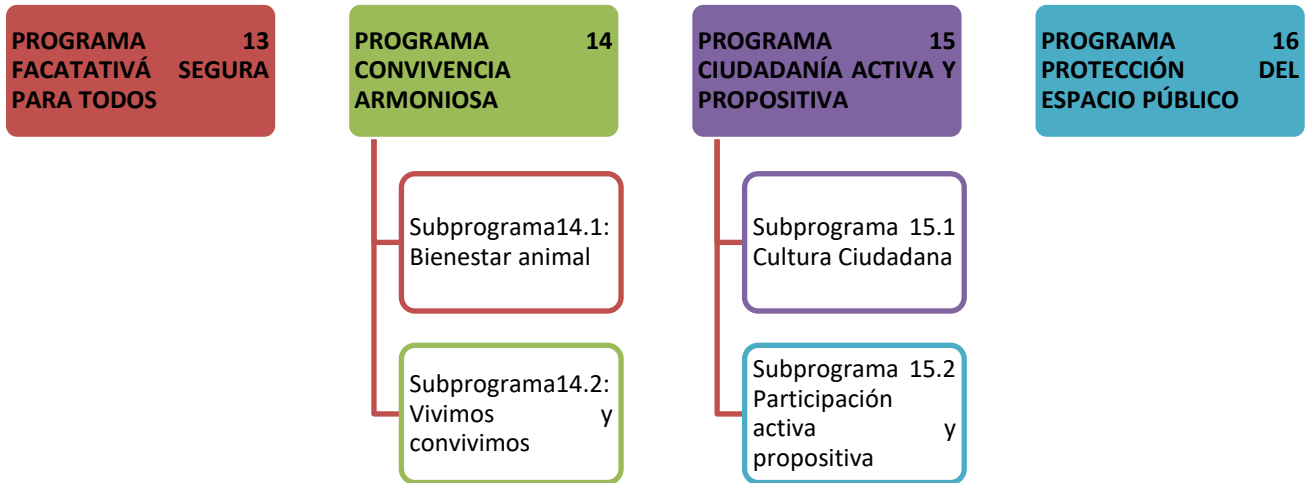 PROGRAMA 13
FACATATIVÁ SEGURA
PARA TODOS
PROGRAMA 14
CONVIVENCIA
ARMONIOSA
Subprograma14.1:
Bienestar animal
Subprograma14.2:
Vivimos y
convivimos
PROGRAMA 15
CIUDADANÍA ACTIVA Y
PROPOSITIVA
Subprograma 15.1
Cultura Ciudadana
Subprograma 15.2
Participación
activa y
propositiva
PROGRAMA 16
PROTECCIÓN DEL
ESPACIO PÚBLICO